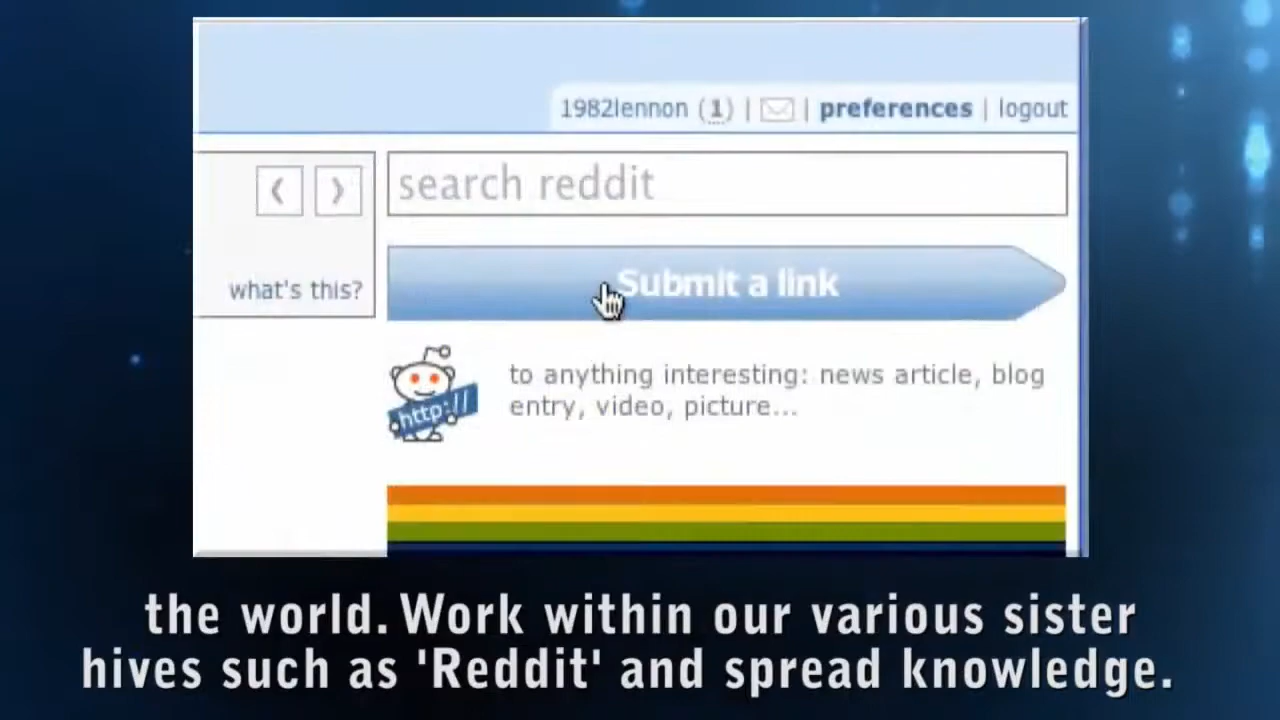 1982lennon (1) | | preferences | logout
search reddit
Submit a link
what's this?
http://
to anything interesting: news article, blog
entry, video, picture...
the world. Work within our various sister
hives such as 'Reddit' and spread knowledge.